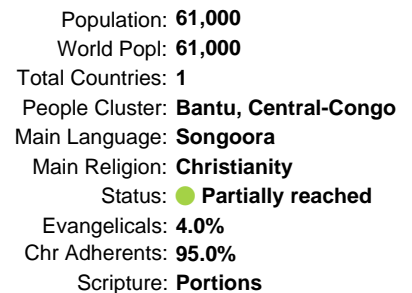 Population: 61,000
World Popl: 61,000
Total Countries: 1
People Cluster: Bantu, Central-Congo
Main Language: Songoora
Main Religion: Christianity
Status: Partially reached
Evangelicals: 4.0%
Chr Adherents: 95.0%
Scripture: Portions